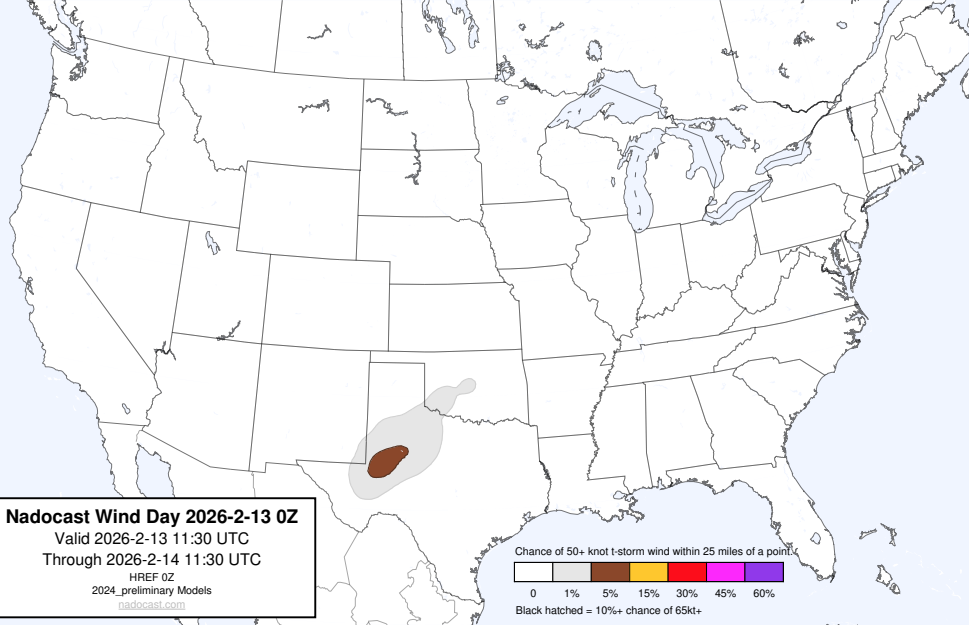 Nadocast Wind Day 2026-2-13 0Z
Valid 2026-2-13 11:30 UTC
Through 2026-2-14 11:30 UTC
HREF 0Z
2024_preliminary Models
nadocast.com
Chance of 50+ knot t-storm wind within 25 miles of a point.
0 1% 5% 15% 30% 45% 60%
Black hatched = 10%+ chance of 65kt+